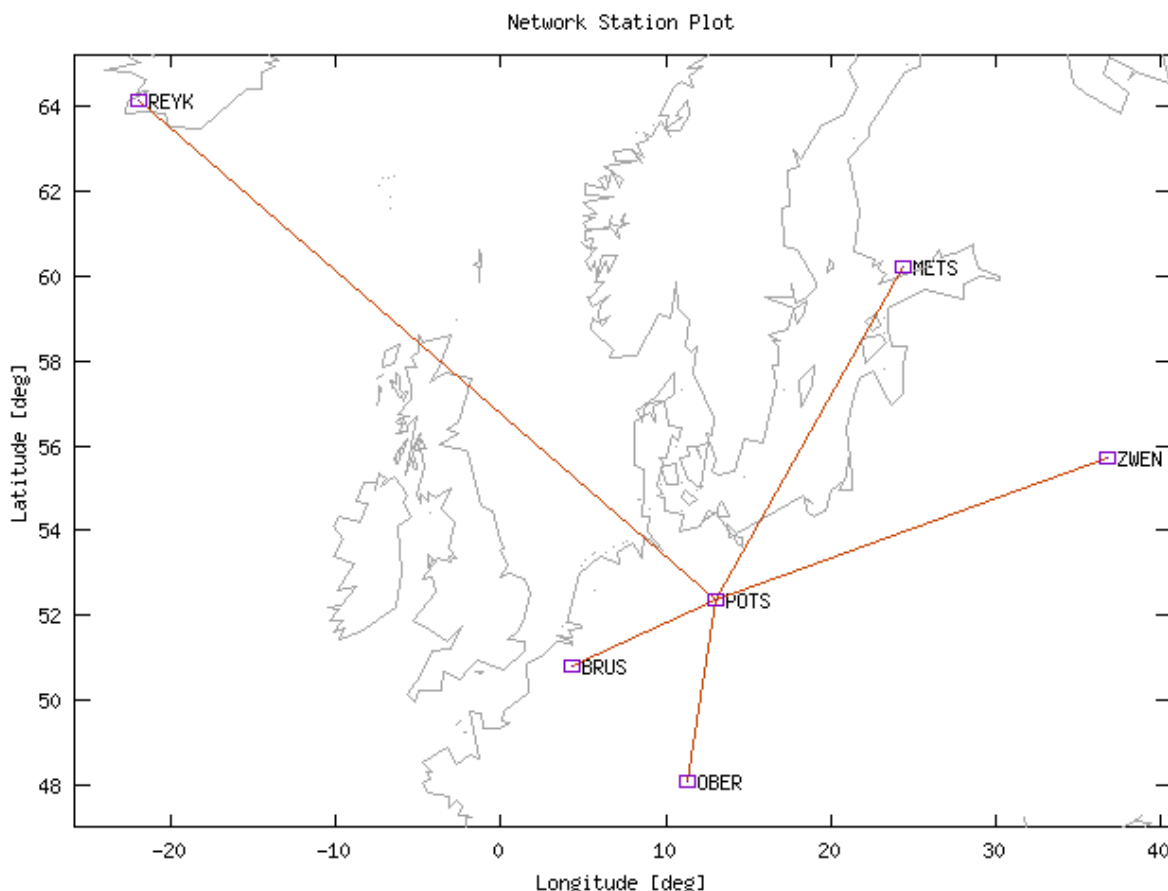 Network Station Plot
64
REYK
62
60
METS
58
Latitude [deg]
56
ZWEN
54
52
POTS
BRUS
50
48
OBER
-20
-10
0
10
20
30
40
Longitude [deg]